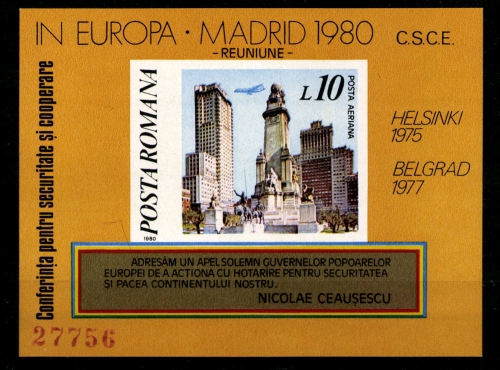 IN EUROPA · MADRID 1980
- REUNIUNE -
C.S.C.E.
Conferința pentru securitate și cooperare
POSTA ROMANA
1980
L10
POSTA AERIANA
HELSINKI
1975
BELGRAD
1977
ADRESĂM UN APEL SOLEMN GUVERNELOR POPOARELOR
EUROPEI DE A ACTIONA CU HOTARIRE PENTRU SECURITATEA
ȘI PACEA CONTINENTULUI NOSTRU.
NICOLAE CEAUȘESCU
27756